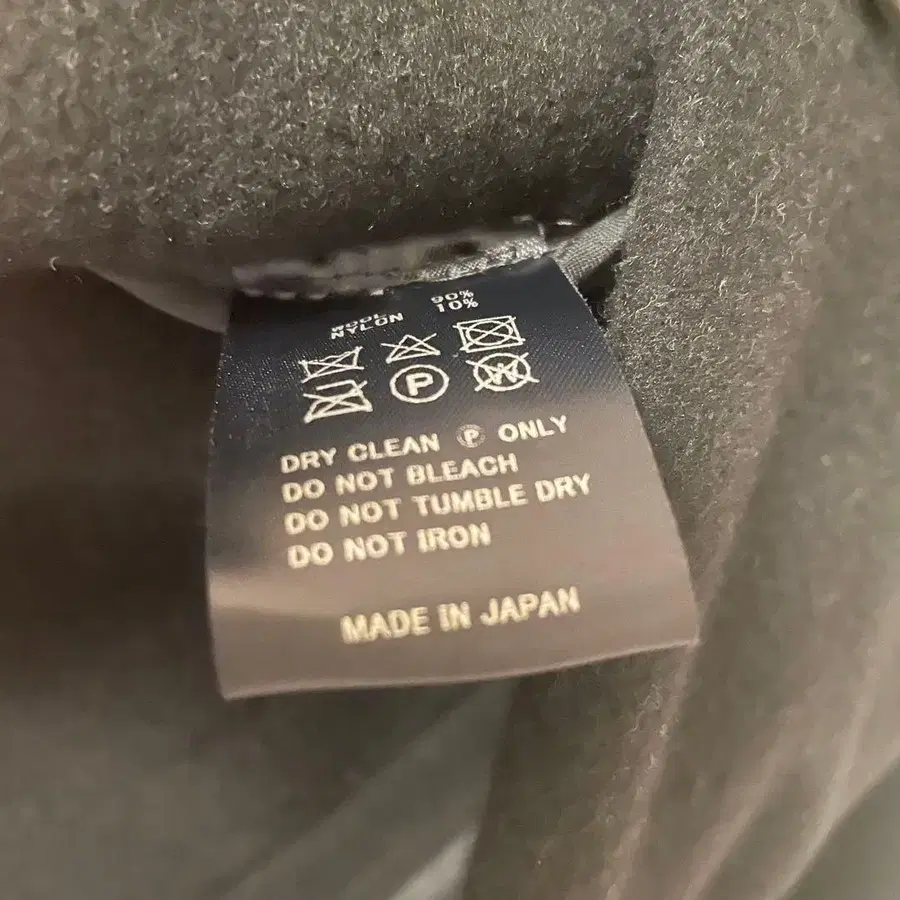 WOOL 90%
NYLON 10%
P W
DRY CLEAN Ⓟ ONLY
DO NOT BLEACH
DO NOT TUMBLE DRY
DO NOT IRON
MADE IN JAPAN